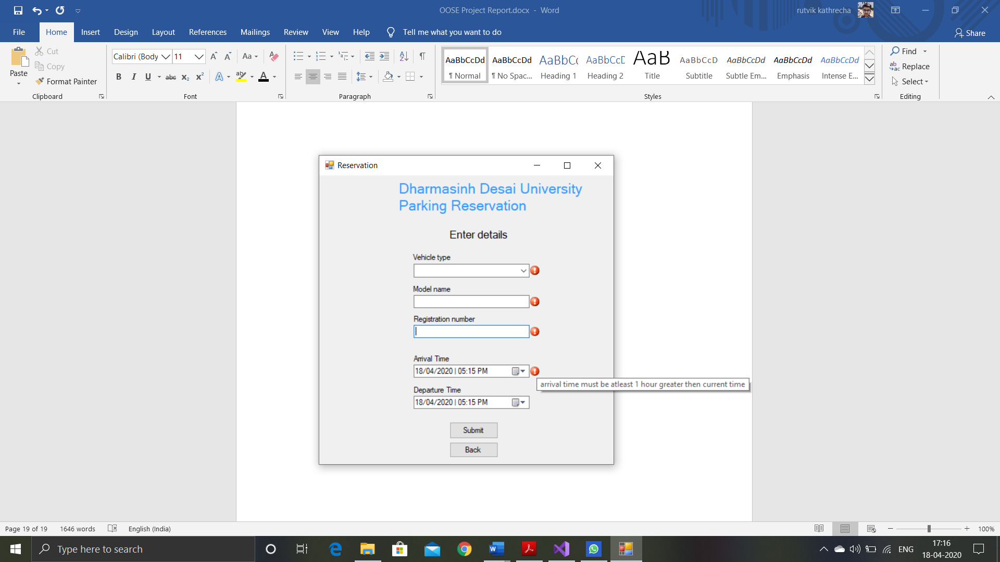 OOSE Project Report.docx - Word
rutvik kathrecha
File Home Insert Design Layout References Mailings Review View Help Tell me what you want to do
Share
Paste
Cut
Copy
Format Painter
Clipboard
Calibri (Body 11
Aa
B I U abc x₂ x²
ab
A A
Font
Paragraph
AaBbCcDd
¶ Normal
AaBbCcDd
¶ No Spac...
AaBbCc
Heading 1
AaBbCcD
Heading 2
AaB
Title
AaBbCcD
Subtitle
AaBbCcDd
Subtle Em...
AaBbCcDd
Emphasis
AaBbCcDd
Intense E...
Styles
Find
Replace
Select
Editing
Reservation
Dharmasinh Desai University
Parking Reservation
Enter details
Vehicle type
Model name
Registration number
Arrival Time
18/04/2020 | 05:15 PM
arrival time must be atleast 1 hour greater then current time
Departure Time
18/04/2020 | 05:15 PM
Submit
Back
Page 19 of 19 1646 words English (India)
100%
Type here to search
ENG
17:16
18-04-2020